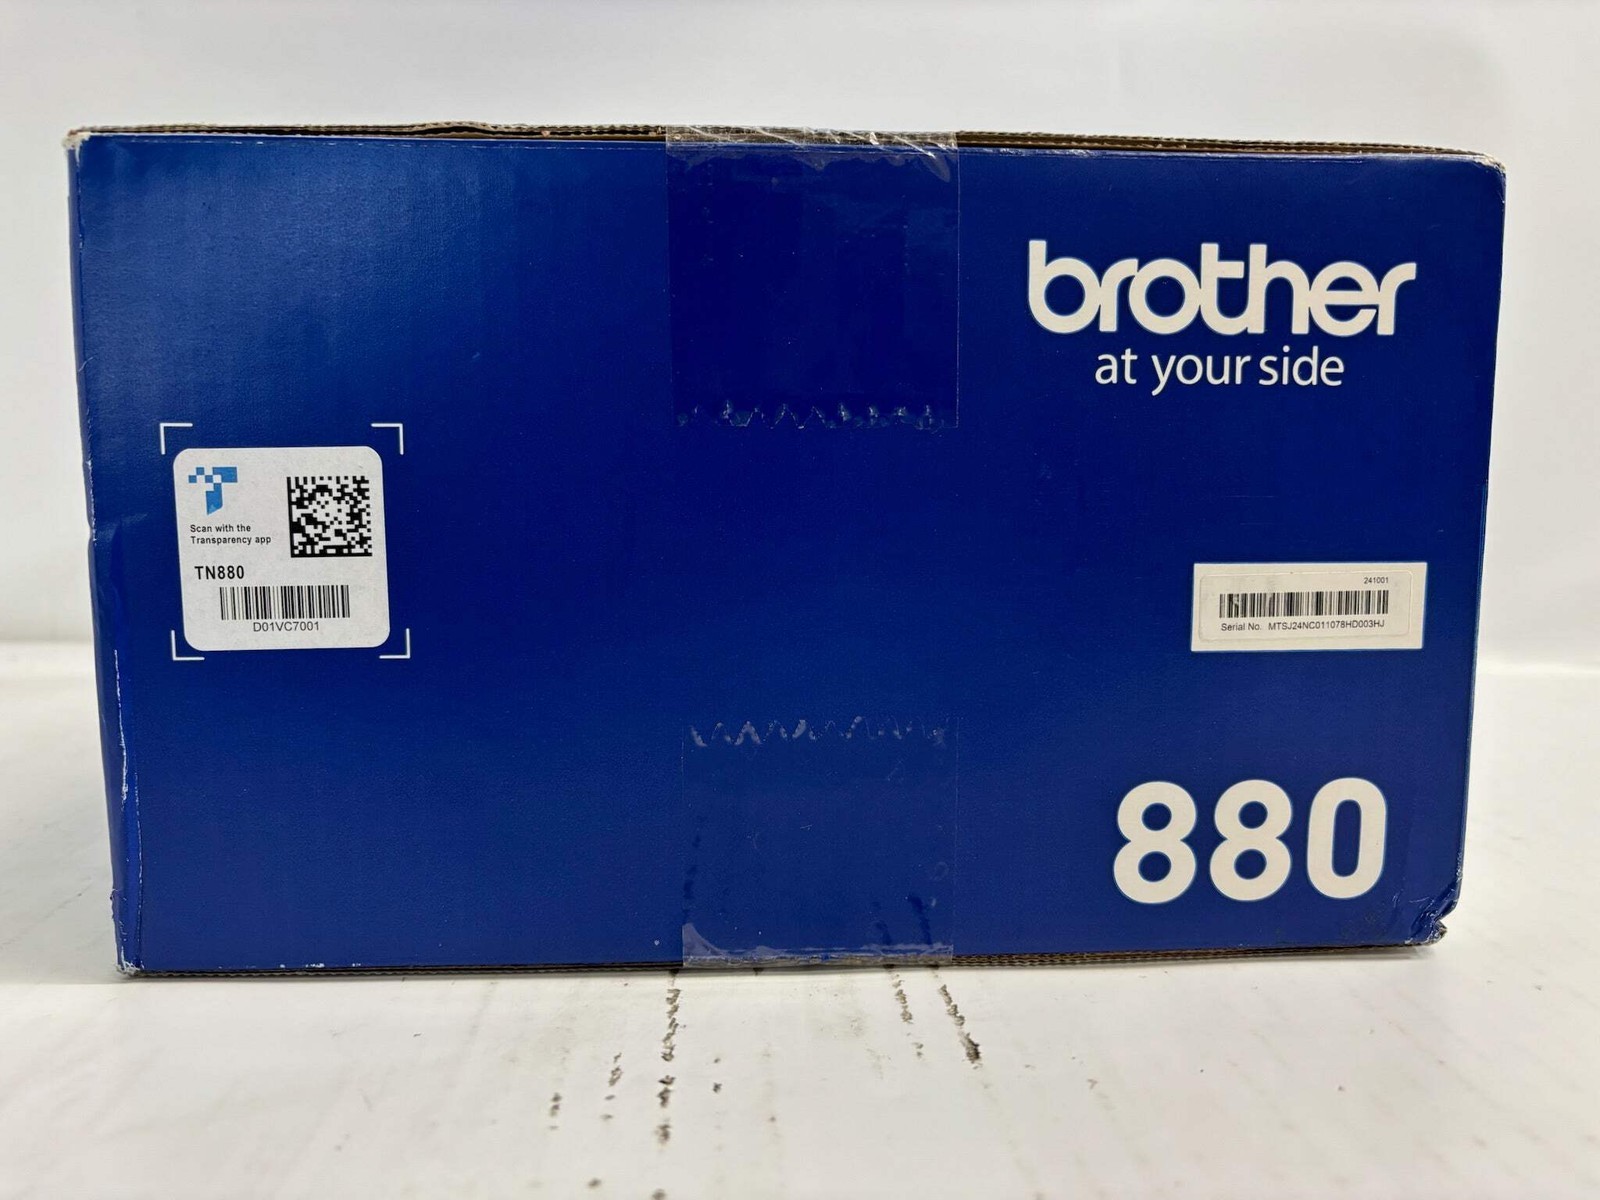 brother
at your side
Scan with the
Transparency app
TN880
D01VC7001
241001
Serial No. MTSJ24NC011078HD003HJ
880